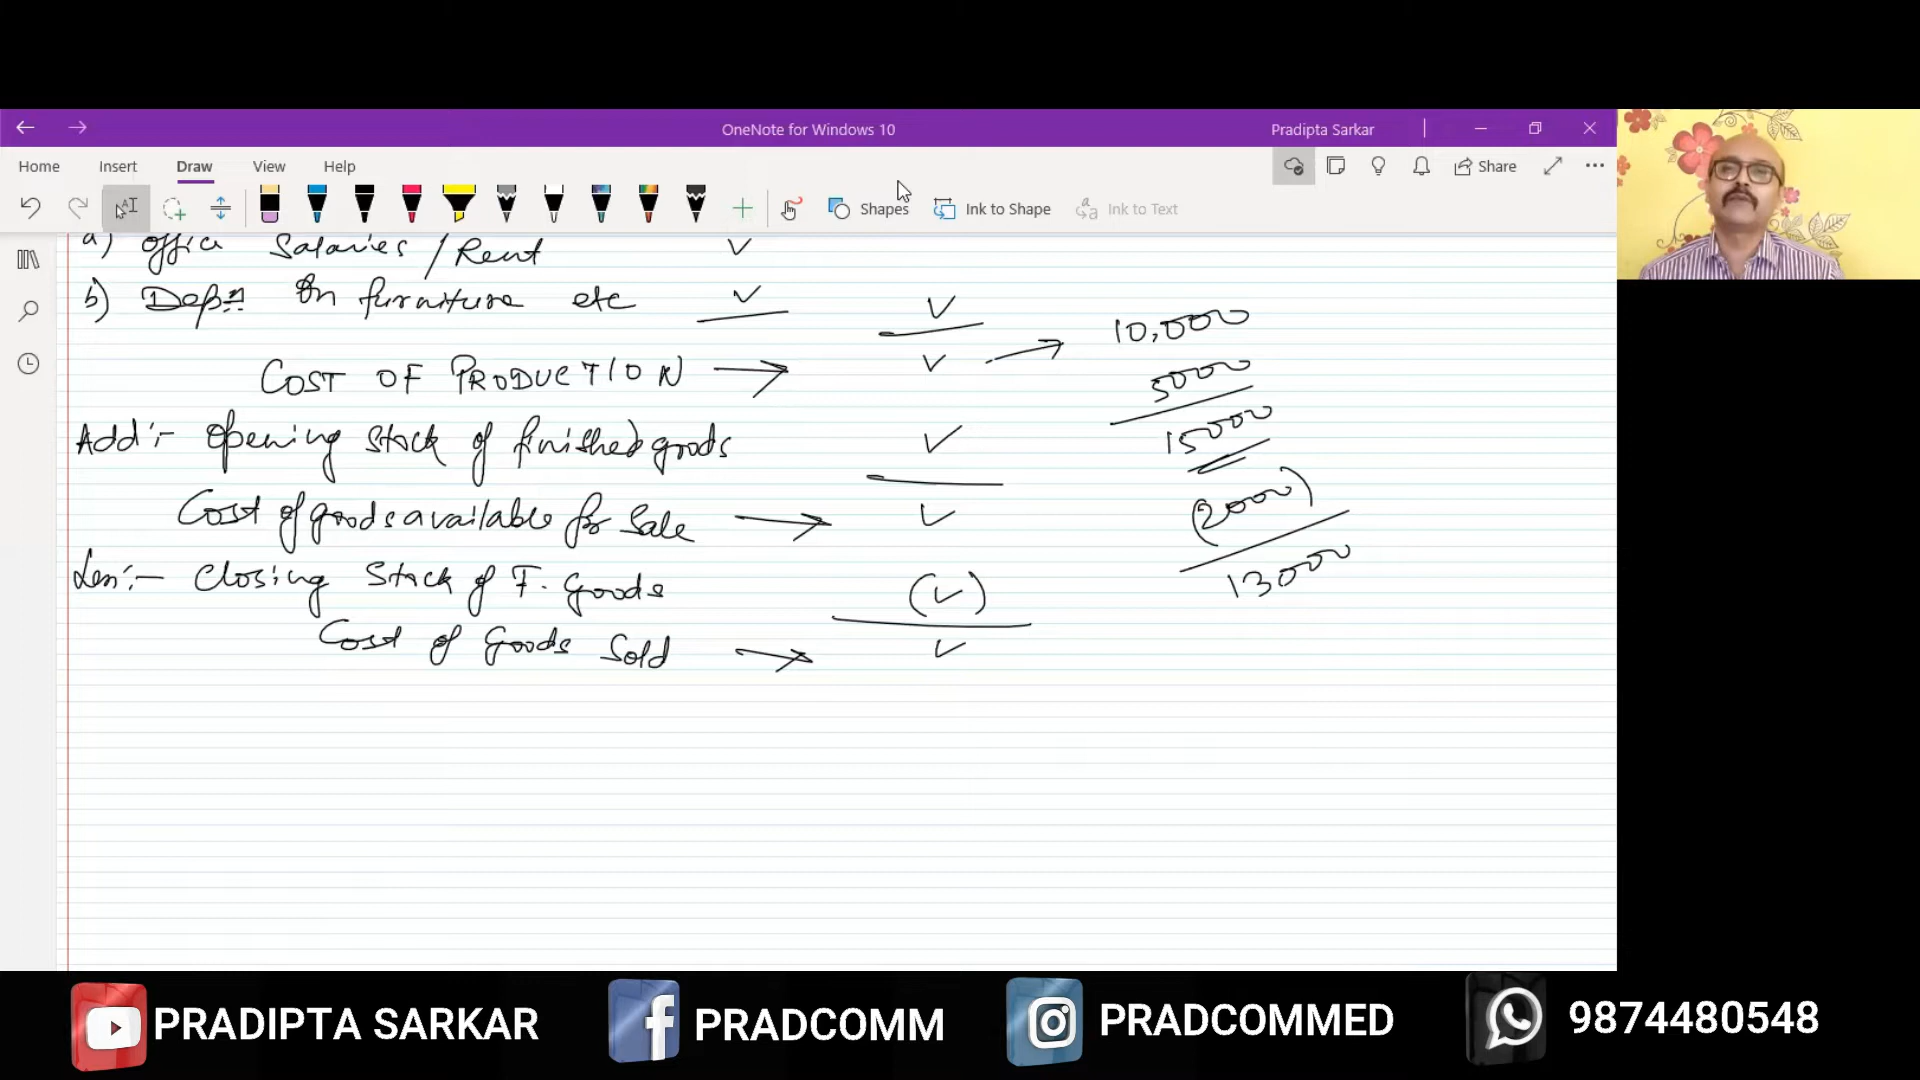 OneNote for Windows 10
Pradipta Sarkar
Home Insert Draw View Help
Share
Shapes Ink to Shape Ink to Text
a) Office Salaries / Rent
b) Depn On furniture etc
COST OF PRODUCTION
10,000
5000
Add:- Opening Stock of finished goods
15000
Cost of goods available for Sale
(2000)
Less:- Closing Stock of F. Goods
13000
Cost of Goods Sold
PRADIPTA SARKAR PRADCOMM PRADCOMMED 9874480548